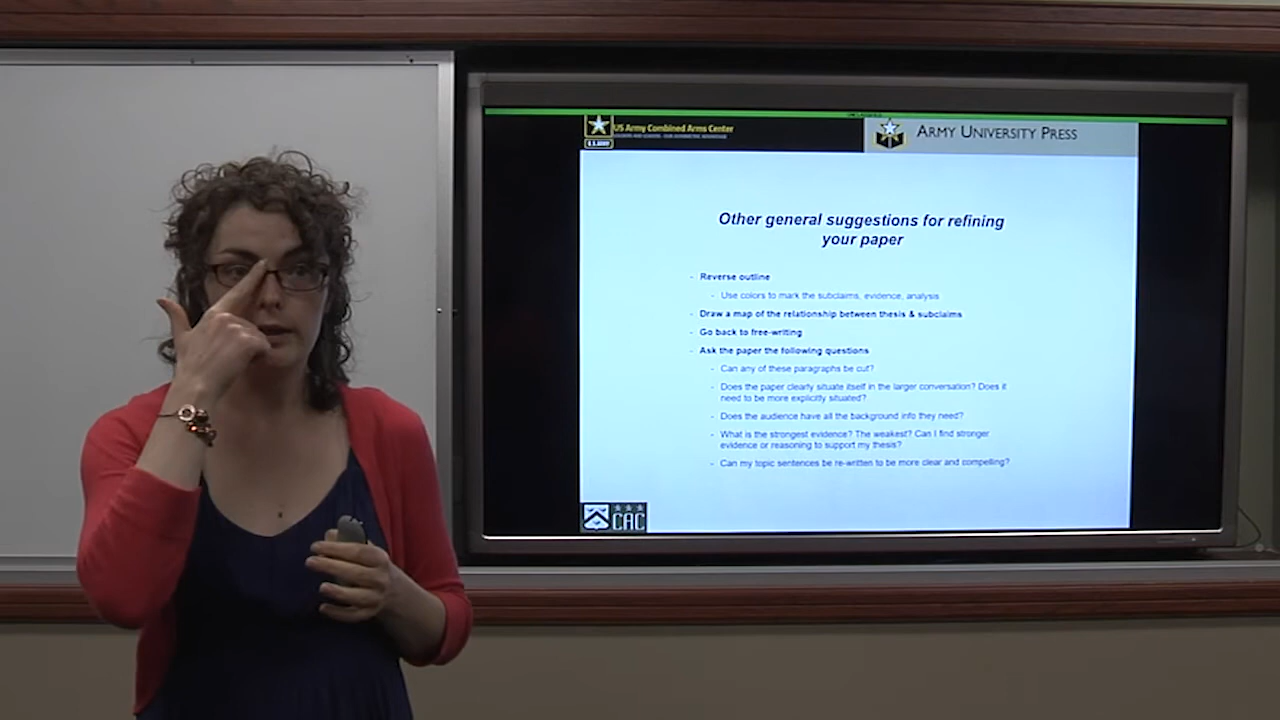 US Army Combined Arms Center
U.S. ARMY
ARMY UNIVERSITY PRESS
Other general suggestions for refining
your paper
- Reverse outline
- Use colors to mark the subclaims, evidence, analysis
- Draw a map of the relationship between thesis & subclaims
- Go back to free-writing
- Ask the paper the following questions
- Can any of these paragraphs be cut?
- Does the paper clearly situate itself in the larger conversation? Does it
need to be more explicitly situated?
- Does the audience have all the background info they need?
- What is the strongest evidence? The weakest? Can I find stronger
evidence or reasoning to support my thesis?
- Can my topic sentences be re-written to be more clear and compelling?
CAC